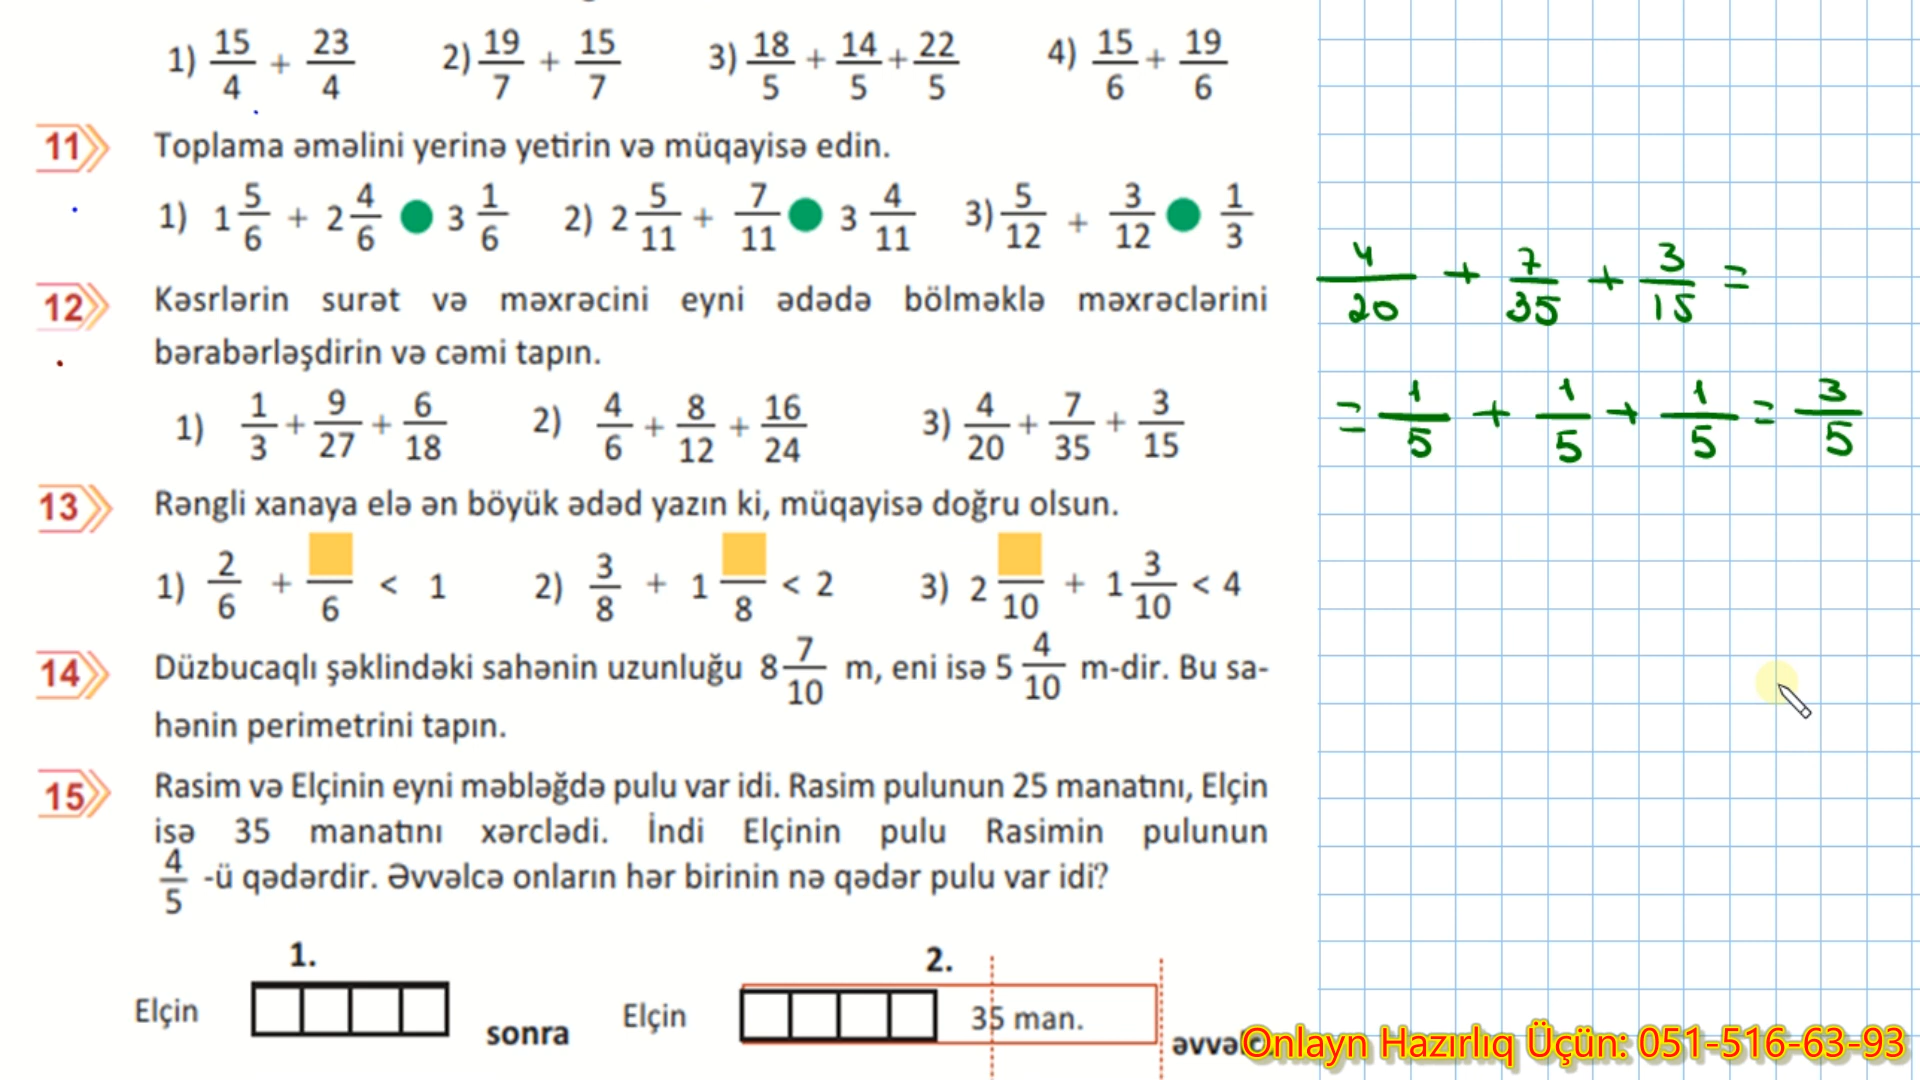 1) 15/4 + 23/4 2) 19/7 + 15/7 3) 18/5 + 14/5 + 22/5 4) 15/6 + 19/6
11 Toplama əməlini yerinə yetirin və müqayisə edin.
1) 1 5/6 + 2 4/6 ● 3 1/6 2) 2 5/11 + 7/11 ● 3 4/11 3) 5/12 + 3/12 ● 1/3
12 Kəsrlərin surət və məxrəcini eyni ədədə bölməklə məxrəclərini
bərabərləşdirin və cəmi tapın.
1) 1/3 + 9/27 + 6/18 2) 4/6 + 8/12 + 16/24 3) 4/20 + 7/35 + 3/15
13 Rəngli xanaya elə ən böyük ədəd yazın ki, müqayisə doğru olsun.
1) 2/6 + □/6 < 1 2) 3/8 + 1 □/8 < 2 3) 2 □/10 + 1 3/10 < 4
14 Düzbucaqlı şəklindəki sahənin uzunluğu 8 7/10 m, eni isə 5 4/10 m-dir. Bu sa-
hənin perimetrini tapın.
15 Rasim və Elçinin eyni məbləğdə pulu var idi. Rasim pulunun 25 manatını, Elçin
isə 35 manatını xərclədi. İndi Elçinin pulu Rasimin pulunun
4/5 -ü qədərdir. Əvvəlcə onların hər birinin nə qədər pulu var idi?
1.
Elçin
sonra
2.
Elçin 35 man.
4/20 + 7/35 + 3/15 =
= 1/5 + 1/5 + 1/5 = 3/5
Onlayn Hazırlıq Üçün: 051-516-63-93